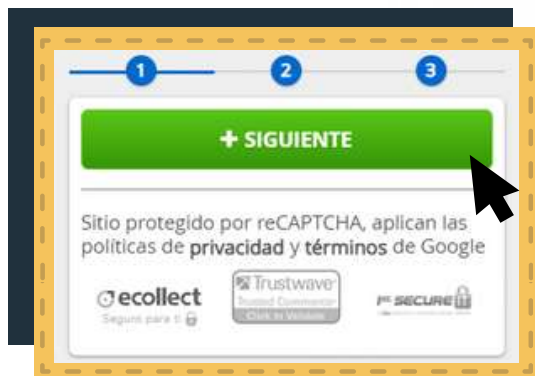 1 2 3
+ SIGUIENTE
Sitio protegido por reCAPTCHA, aplican las
políticas de privacidad y términos de Google
ecollect
Seguro para ti
Trustwave
Trusted Commerce
Click to Validate
SECURE